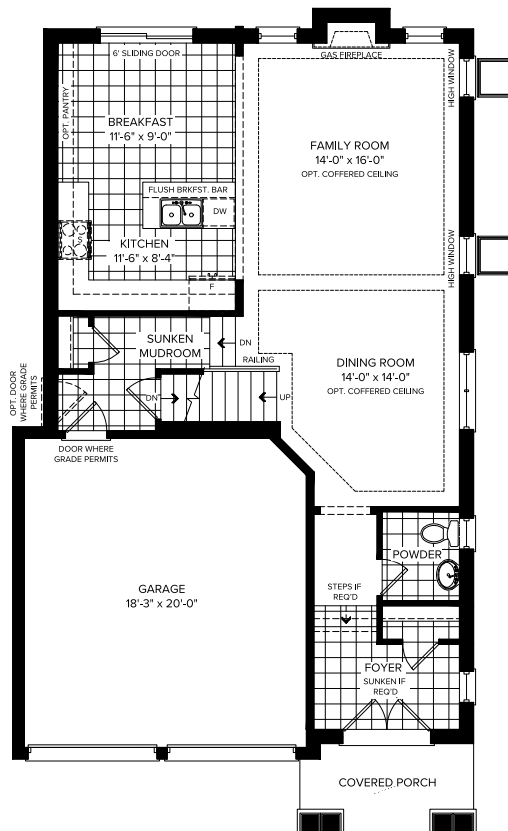 6' SLIDING DOOR
GAS FIREPLACE
HIGH WINDOW
OPT. PANTRY
BREAKFAST
11'-6" x 9'-0"
FAMILY ROOM
14'-0" x 16'-0"
OPT. COFFERED CEILING
FLUSH BRKFST. BAR
DW
KITCHEN
11'-6" x 8'-4"
HIGH WINDOW
F
SUNKEN
MUDROOM
DN
RAILING
DINING ROOM
14'-0" x 14'-0"
OPT. COFFERED CEILING
OPT. DOOR
WHERE GRADE
PERMITS
DN
UP
DOOR WHERE
GRADE PERMITS
POWDER
GARAGE
18'-3" x 20'-0"
STEPS IF
REQ'D
FOYER
SUNKEN IF
REQ'D
COVERED PORCH